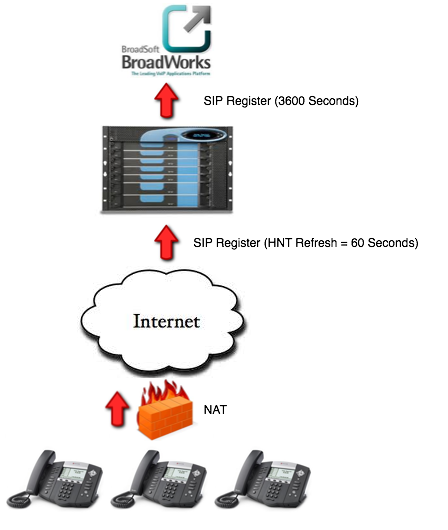 BroadSoft
BroadWorks
The Leading VoIP Applications Platform
SIP Register (3600 Seconds)
SIP Register (HNT Refresh = 60 Seconds)
Internet
NAT